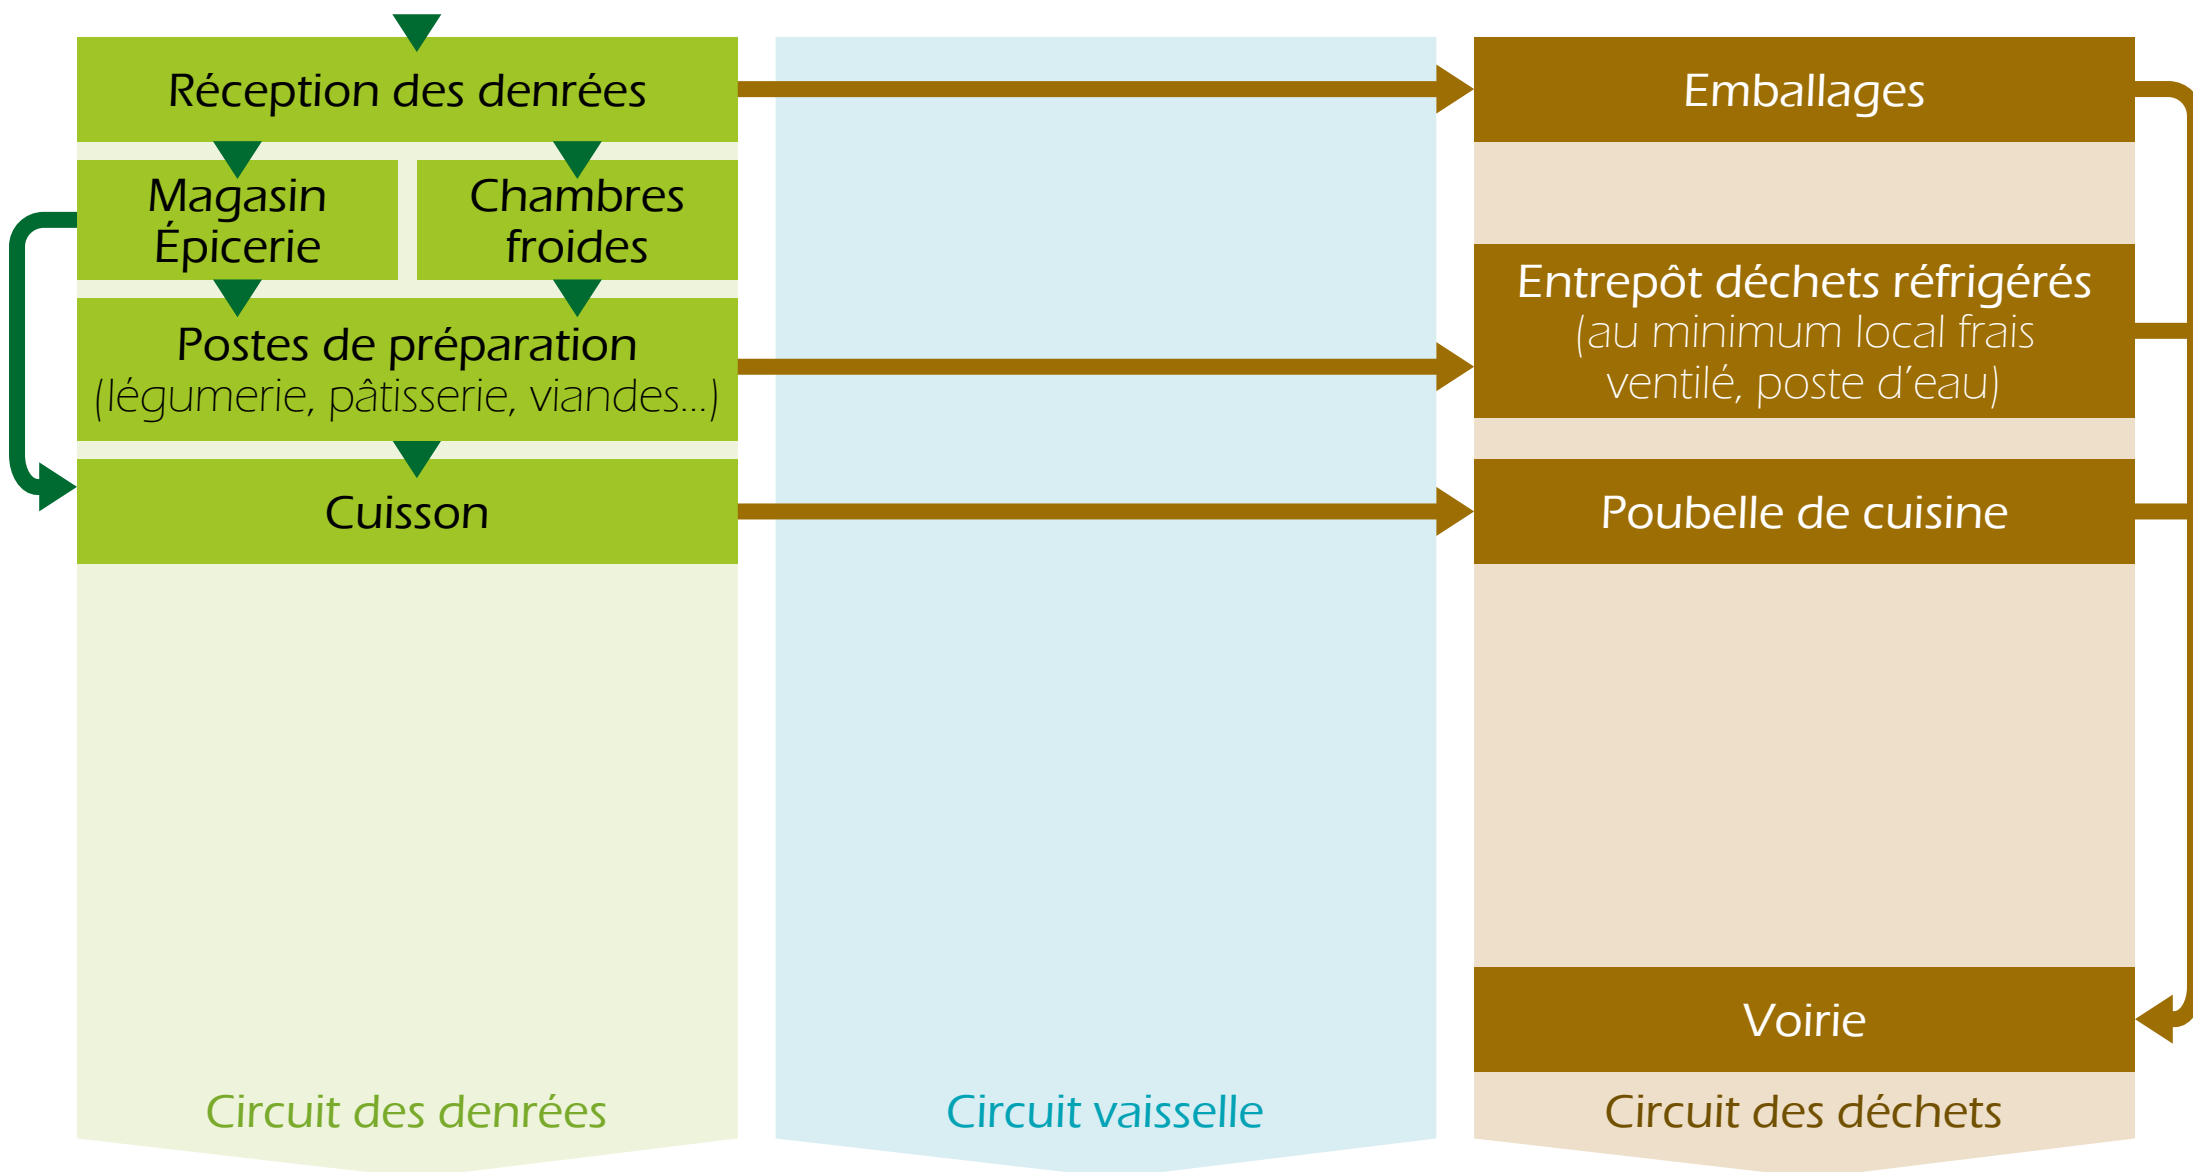 Réception des denrées
Emballages
Magasin
Épicerie
Chambres
froides
Entrepôt déchets réfrigérés
(au minimum local frais
ventilé, poste d’eau)
Postes de préparation
(légumerie, pâtisserie, viandes...)
Cuisson
Poubelle de cuisine
Voirie
Circuit des denrées
Circuit vaisselle
Circuit des déchets